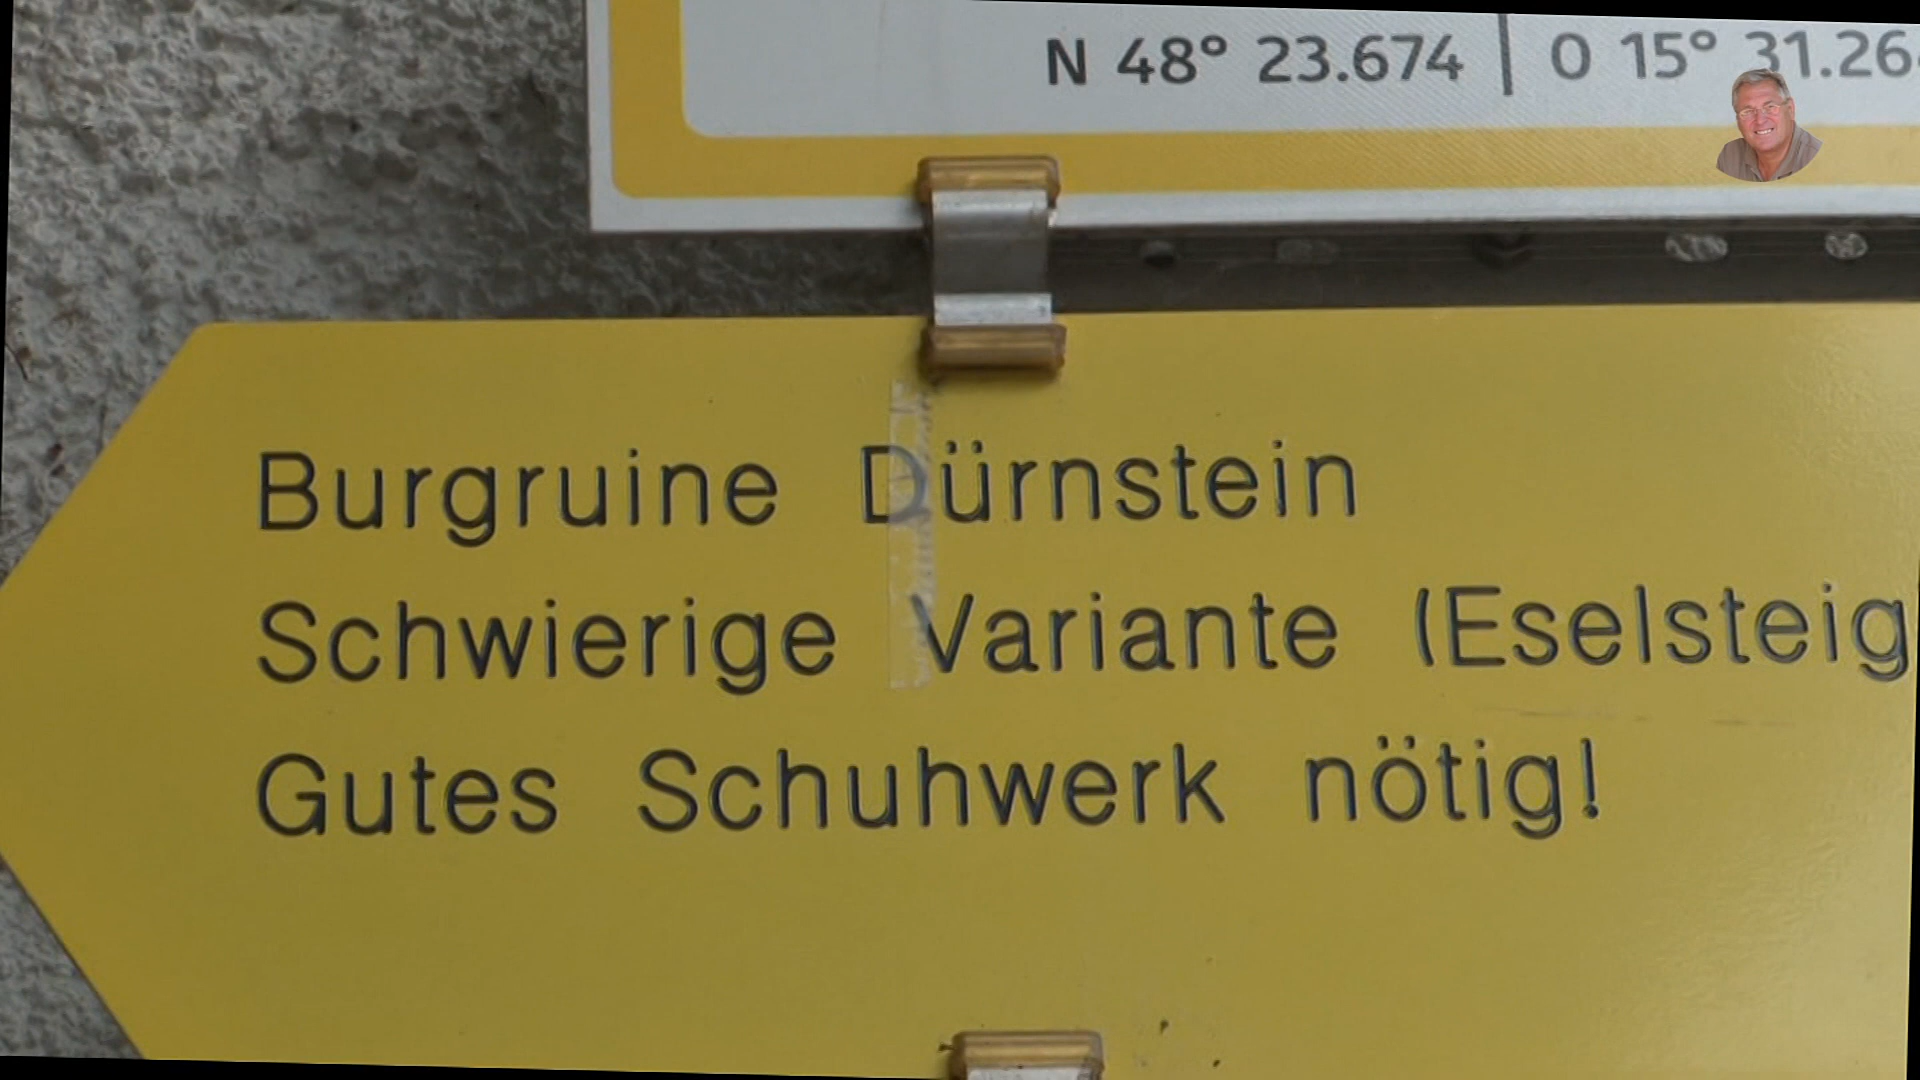 N 48° 23.674 | O 15° 31.26
Burgruine Dürnstein
Schwierige Variante (Eselsteig
Gutes Schuhwerk nötig!